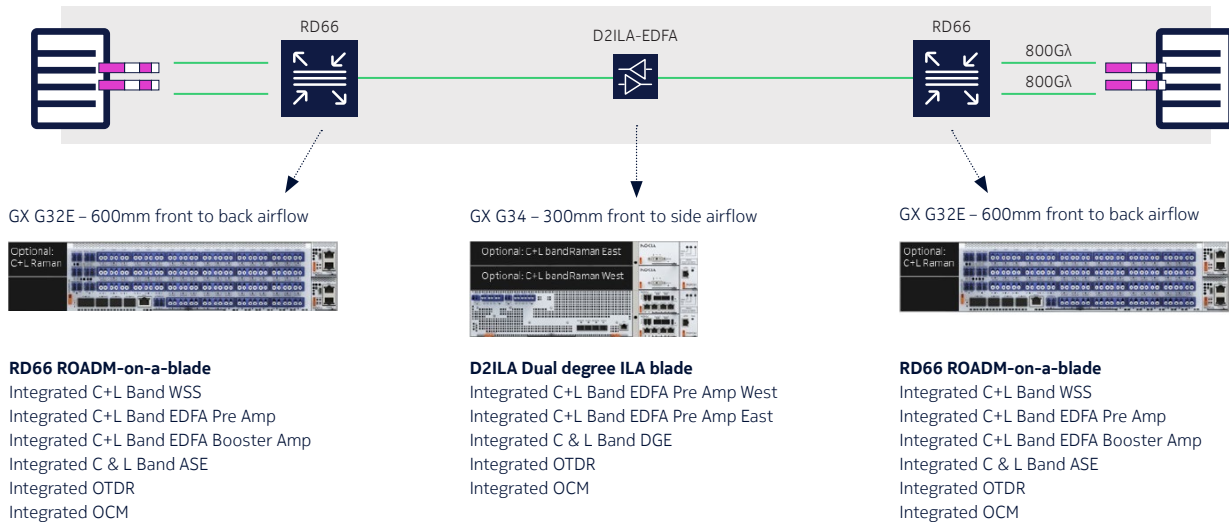 RD66
D2ILA-EDFA
RD66
800Gλ
800Gλ
GX G32E – 600mm front to back airflow
GX G34 – 300mm front to side airflow
GX G32E – 600mm front to back airflow
Optional:
C+L Raman
Optional: C+L bandRaman East
Optional: C+L bandRaman West
Optional:
C+L Raman
RD66 ROADM-on-a-blade
Integrated C+L Band WSS
Integrated C+L Band EDFA Pre Amp
Integrated C+L Band EDFA Booster Amp
Integrated C & L Band ASE
Integrated OTDR
Integrated OCM
D2ILA Dual degree ILA blade
Integrated C+L Band EDFA Pre Amp West
Integrated C+L Band EDFA Pre Amp East
Integrated C & L Band DGE
Integrated OTDR
Integrated OCM
RD66 ROADM-on-a-blade
Integrated C+L Band WSS
Integrated C+L Band EDFA Pre Amp
Integrated C+L Band EDFA Booster Amp
Integrated C & L Band ASE
Integrated OTDR
Integrated OCM